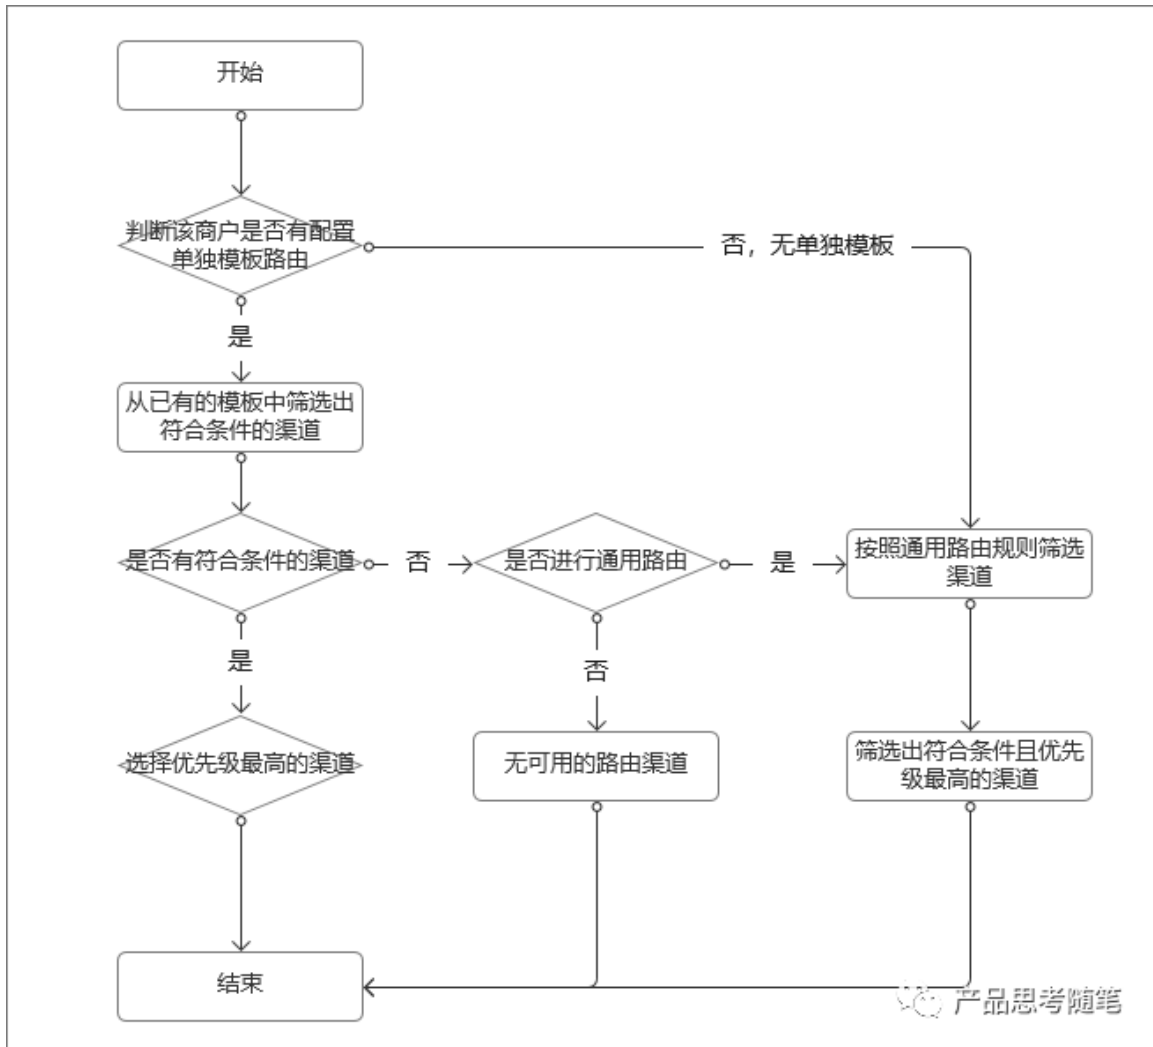 开始
判断该商户是否有配置
单独模板路由
否，无单独模板
是
从已有的模板中筛选出
符合条件的渠道
是否有符合条件的渠道
否
是否进行通用路由
是
按照通用路由规则筛选
渠道
是
否
选择优先级最高的渠道
无可用的路由渠道
筛选出符合条件且优先
级最高的渠道
结束
产品思考随笔